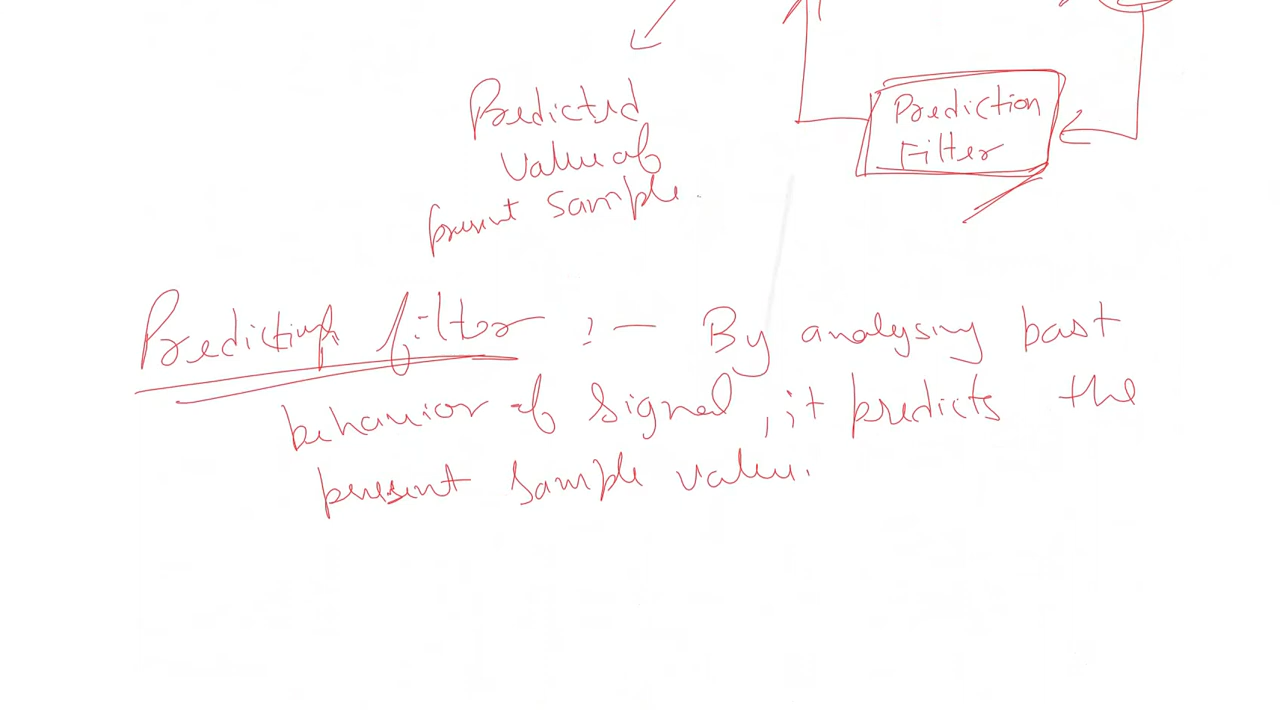 Predicted
value of
present sample.
Prediction
Filter
Prediction filter :- By analysing past
behavior of signal, it predicts the
present sample value.